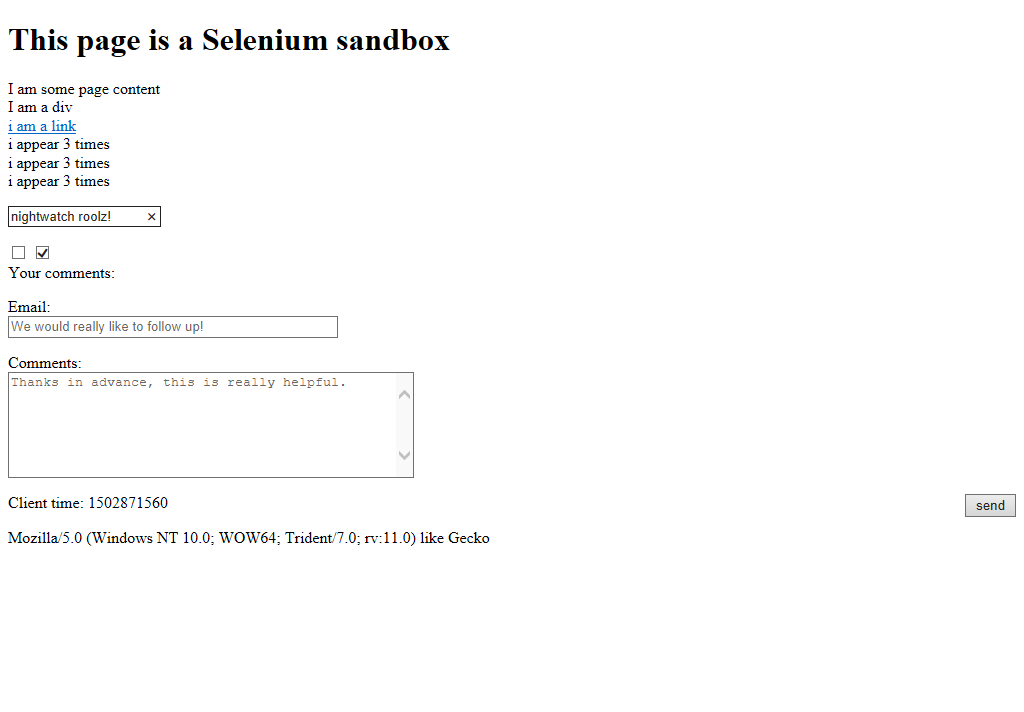 This page is a Selenium sandbox
I am some page content
I am a div
i am a link
i appear 3 times
i appear 3 times
i appear 3 times
nightwatch roolz!
Your comments:
Email:
We would really like to follow up!
Comments:
Thanks in advance, this is really helpful.
Client time: 1502871560
send
Mozilla/5.0 (Windows NT 10.0; WOW64; Trident/7.0; rv:11.0) like Gecko